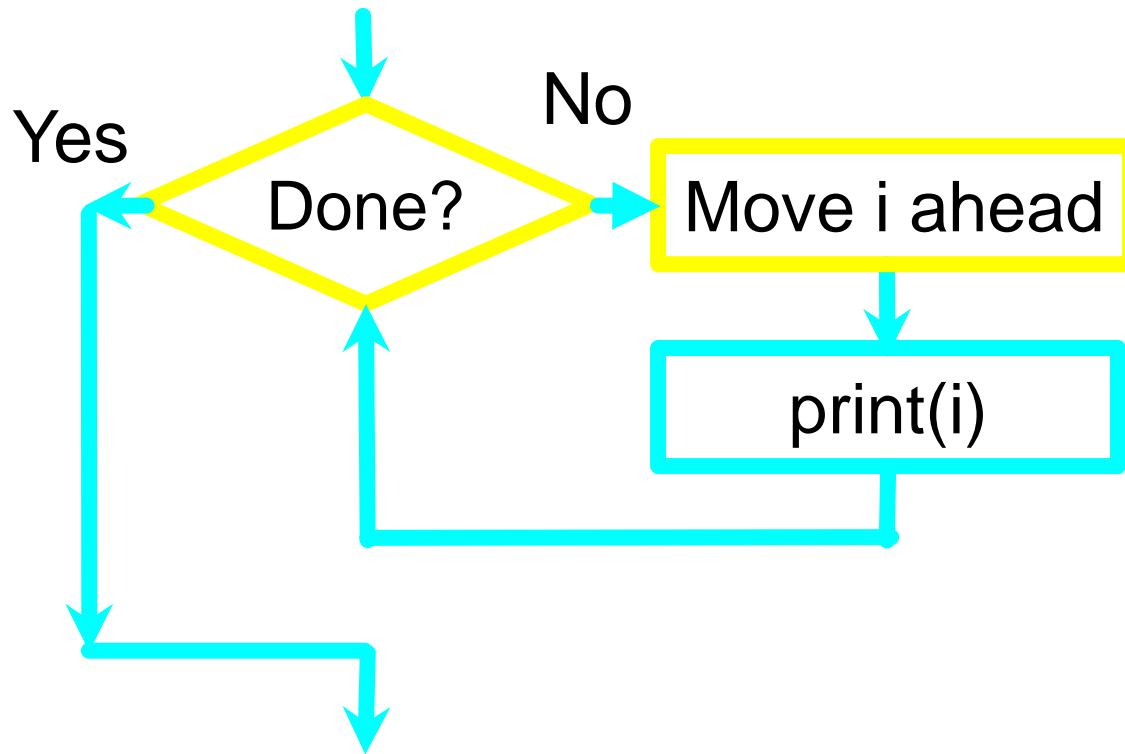 No
Yes
Done?
Move i ahead
print(i)